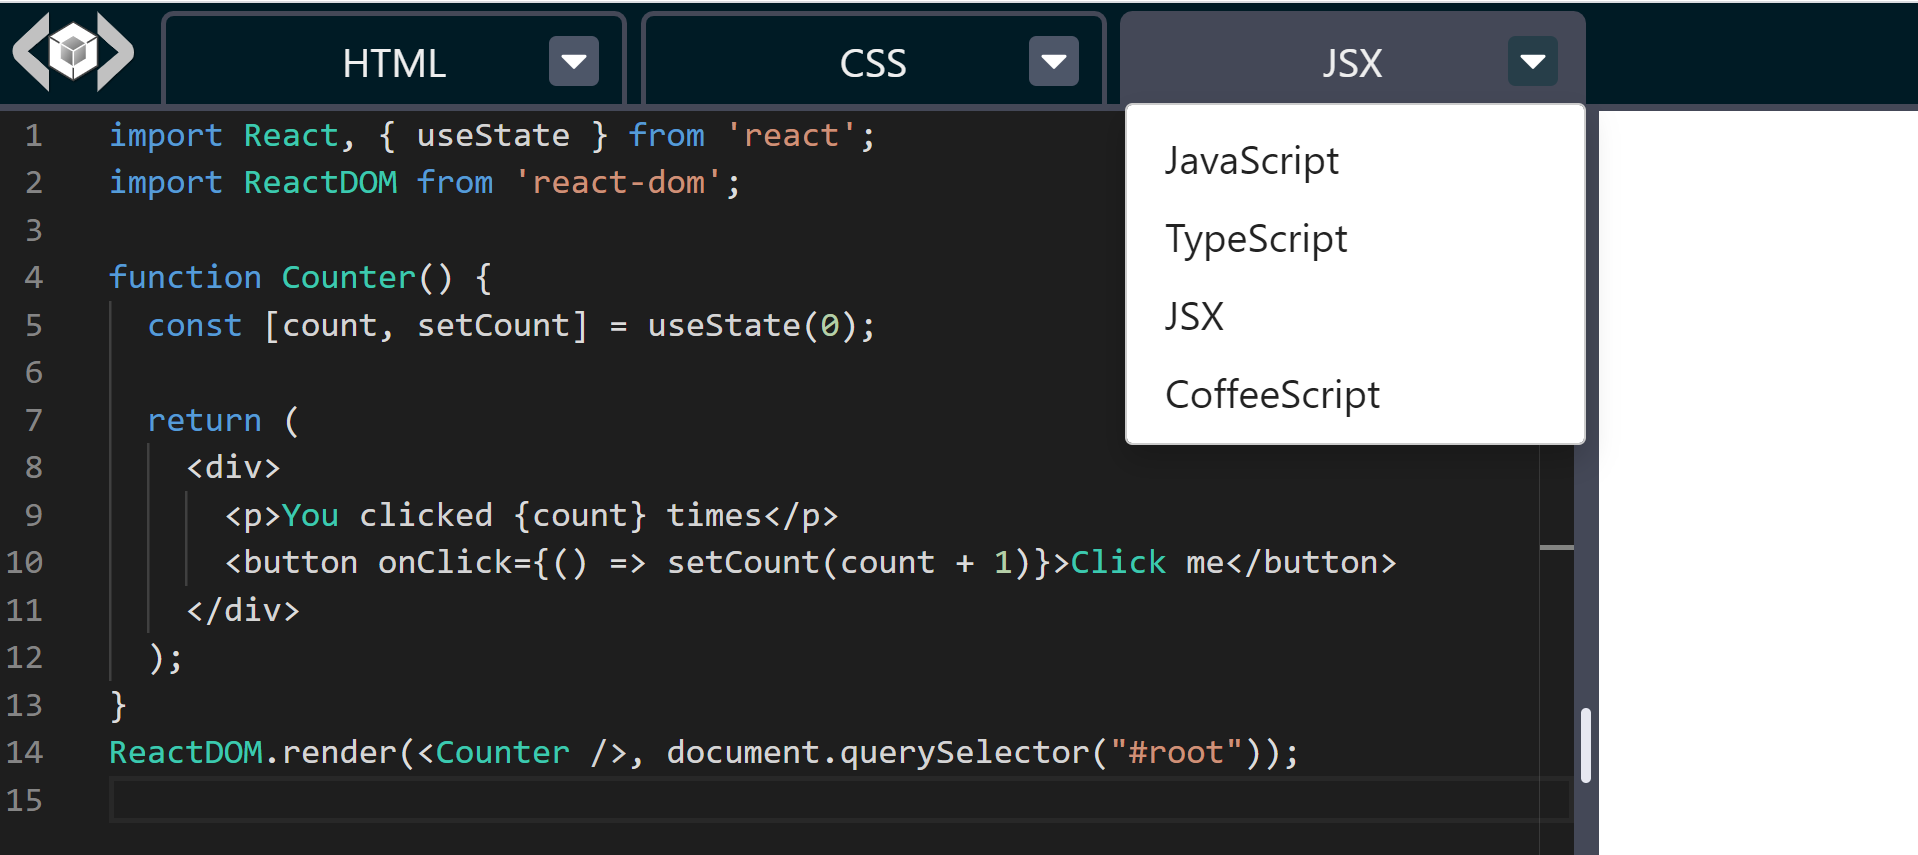 HTML
CSS
JSX
JavaScript
TypeScript
JSX
CoffeeScript
1 import React, { useState } from 'react';
2 import ReactDOM from 'react-dom';
3
4 function Counter() {
5   const [count, setCount] = useState(0);
6
7   return (
8     <div>
9       <p>You clicked {count} times</p>
10       <button onClick={() => setCount(count + 1)}>Click me</button>
11     </div>
12   );
13 }
14 ReactDOM.render(<Counter />, document.querySelector("#root"));
15